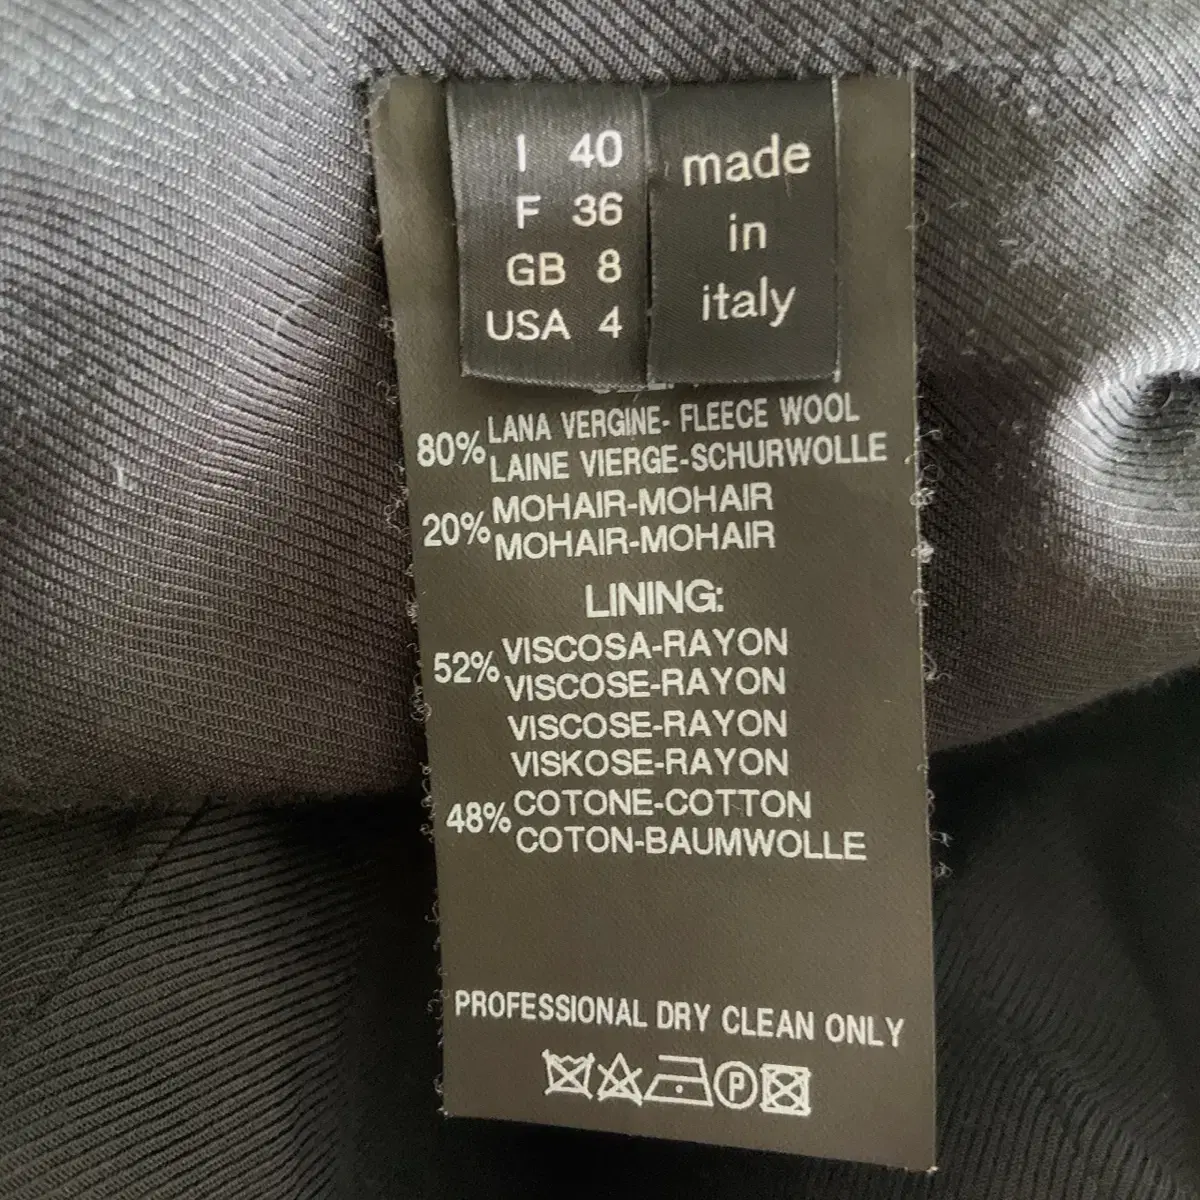 I 40
F 36
GB 8
USA 4
made
in
italy
80% LANA VERGINE- FLEECE WOOL
LAINE VIERGE-SCHURWOLLE
20% MOHAIR-MOHAIR
MOHAIR-MOHAIR
LINING:
52% VISCOSA-RAYON
VISCOSE-RAYON
VISCOSE-RAYON
VISKOSE-RAYON
48% COTONE-COTTON
COTON-BAUMWOLLE
PROFESSIONAL DRY CLEAN ONLY
P